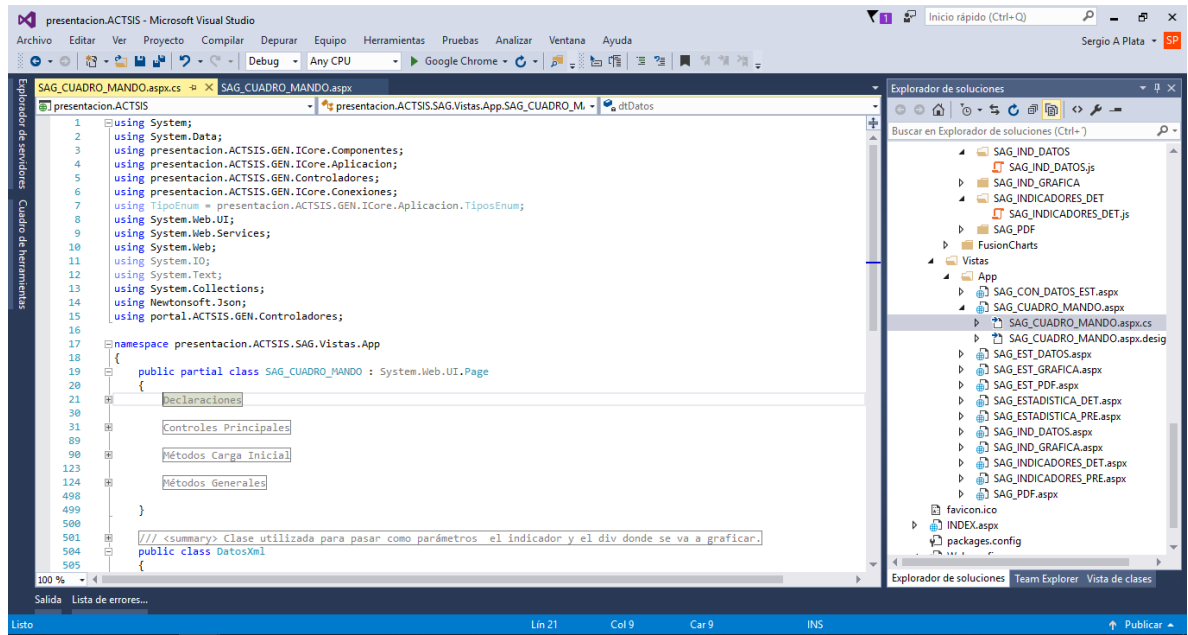 presentacion.ACTSIS - Microsoft Visual Studio
1
Inicio rápido (Ctrl+Q)
Archivo Editar Ver Proyecto Compilar Depurar Equipo Herramientas Pruebas Analizar Ventana Ayuda
Sergio A Plata SP
Debug Any CPU Google Chrome
Explorador de servidores
Cuadro de herramientas
SAG_CUADRO_MANDO.aspx.cs SAG_CUADRO_MANDO.aspx
presentacion.ACTSIS presentacion.ACTSIS.SAG.Vistas.App.SAG_CUADRO_M dtDatos
1 using System;
2 using System.Data;
3 using presentacion.ACTSIS.GEN.ICore.Componentes;
4 using presentacion.ACTSIS.GEN.ICore.Aplicacion;
5 using presentacion.ACTSIS.GEN.Controladores;
6 using presentacion.ACTSIS.GEN.ICore.Conexiones;
7 using TipoEnum = presentacion.ACTSIS.GEN.ICore.Aplicacion.TiposEnum;
8 using System.Web.UI;
9 using System.Web.Services;
10 using System.Web;
11 using System.IO;
12 using System.Text;
13 using System.Collections;
14 using Newtonsoft.Json;
15 using portal.ACTSIS.GEN.Controladores;
16
17 namespace presentacion.ACTSIS.SAG.Vistas.App
18 {
19 public partial class SAG_CUADRO_MANDO : System.Web.UI.Page
20 {
21 Declaraciones
30
31 Controles Principales
89
90 Métodos Carga Inicial
123
124 Métodos Generales
498
499 }
500
501 /// <summary> Clase utilizada para pasar como parámetros el indicador y el div donde se va a graficar.
504 public class DatosXml
505 {
100 %
Explorador de soluciones
Buscar en Explorador de soluciones (Ctrl+´)
SAG_IND_DATOS
SAG_IND_DATOS.js
SAG_IND_GRAFICA
SAG_INDICADORES_DET
SAG_INDICADORES_DET.js
SAG_PDF
FusionCharts
Vistas
App
SAG_CON_DATOS_EST.aspx
SAG_CUADRO_MANDO.aspx
SAG_CUADRO_MANDO.aspx.cs
SAG_CUADRO_MANDO.aspx.desig
SAG_EST_DATOS.aspx
SAG_EST_GRAFICA.aspx
SAG_EST_PDF.aspx
SAG_ESTADISTICA_DET.aspx
SAG_ESTADISTICA_PRE.aspx
SAG_IND_DATOS.aspx
SAG_IND_GRAFICA.aspx
SAG_INDICADORES_DET.aspx
SAG_INDICADORES_PRE.aspx
SAG_PDF.aspx
favicon.ico
INDEX.aspx
packages.config
Explorador de soluciones Team Explorer Vista de clases
Salida Lista de errores...
Listo Lín 21 Col 9 Car 9 INS Publicar